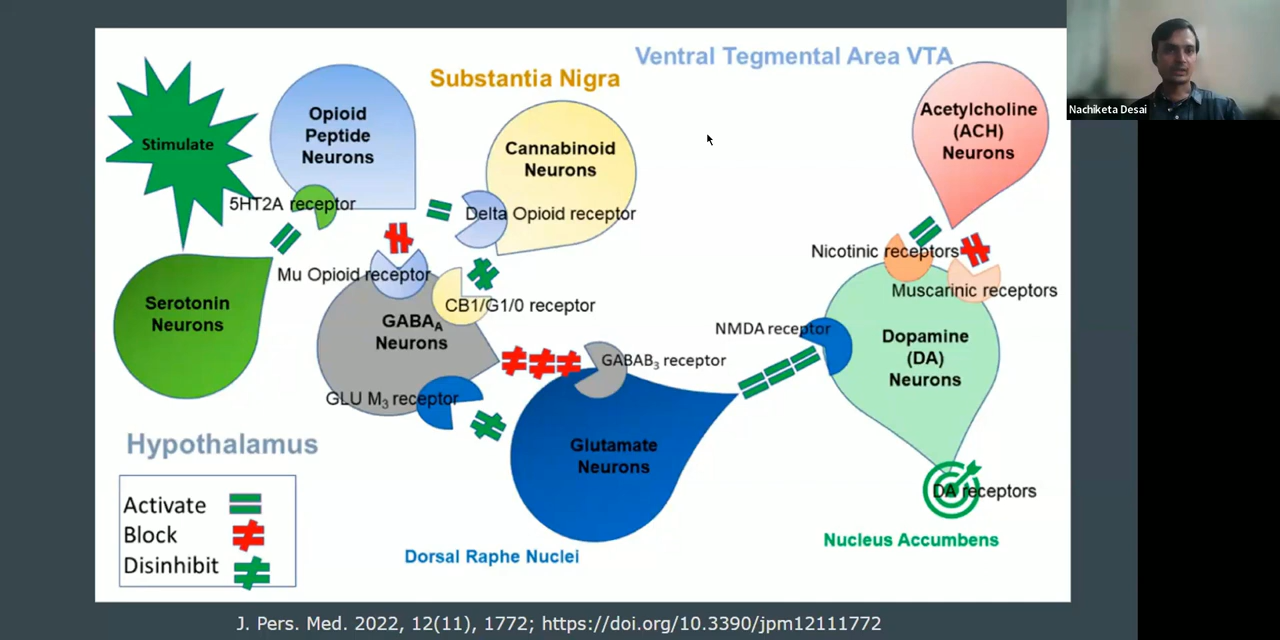 Ventral Tegmental Area VTA
Substantia Nigra
Nachiketa Desai
Stimulate
Opioid
Peptide
Neurons
Cannabinoid
Neurons
Acetylcholine
(ACH)
Neurons
5HT2A receptor
Delta Opioid receptor
Nicotinic receptors
Mu Opioid receptor
Muscarinic receptors
CB1/G1/0 receptor
Serotonin
Neurons
GABAA
Neurons
NMDA receptor
Dopamine
(DA)
Neurons
GABAB3 receptor
GLU M3 receptor
Glutamate
Neurons
Hypothalamus
Activate
Block
Disinhibit
DA receptors
Nucleus Accumbens
Dorsal Raphe Nuclei
J. Pers. Med. 2022, 12(11), 1772; https://doi.org/10.3390/jpm12111772